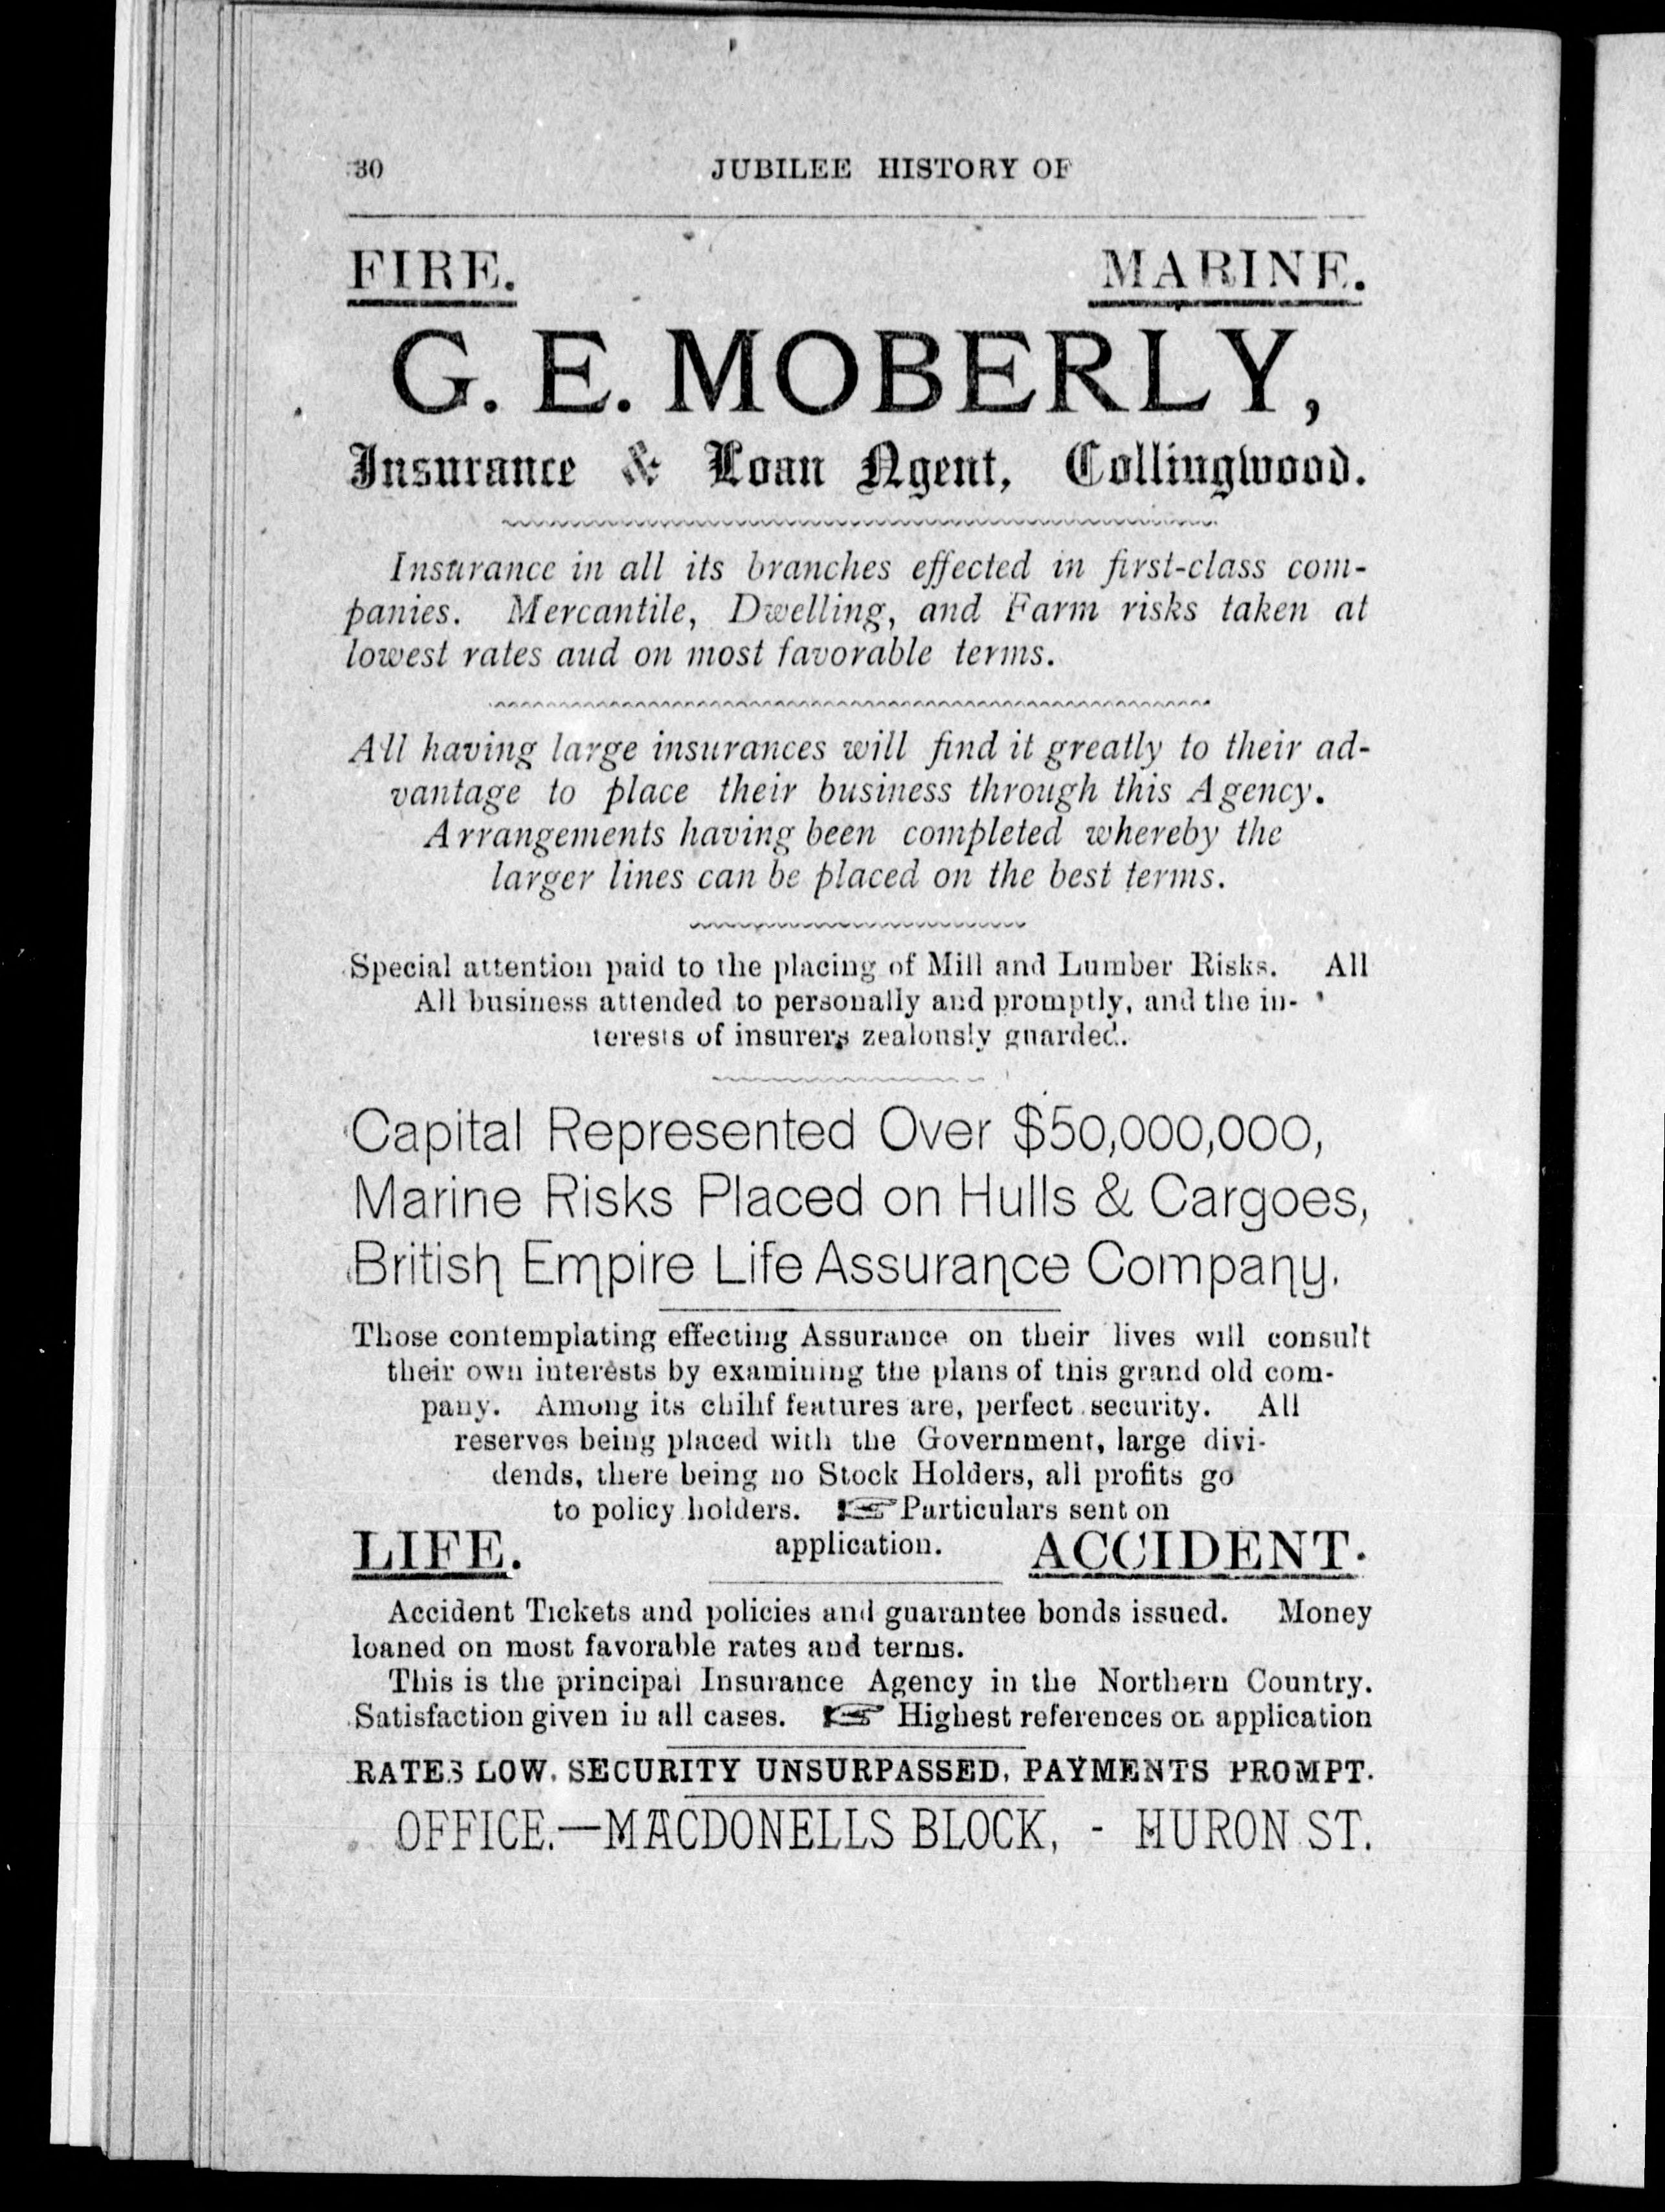 30 JUBILEE HISTORY OF
FIRE. MARINE.
G. E. MOBERLY,
Insurance & Loan Agent, Collingwood.
Insurance in all its branches effected in first-class com-
panies. Mercantile, Dwelling, and Farm risks taken at
lowest rates aud on most favorable terms.
All having large insurances will find it greatly to their ad-
vantage to place their business through this Agency.
Arrangements having been completed whereby the
larger lines can be placed on the best terms.
Special attention paid to the placing of Mill and Lumber Risks. All
All business attended to personally and promptly, and the in-
terests of insurers zealously guarded.
Capital Represented Over $50,000,000,
Marine Risks Placed on Hulls & Cargoes,
British Empire Life Assurance Company.
Those contemplating effecting Assurance on their lives will consult
their own interests by examining the plans of this grand old com-
pany. Among its chihf features are, perfect security. All
reserves being placed with the Government, large divi-
dends, there being no Stock Holders, all profits go
to policy holders. ☞Particulars sent on
LIFE. application. ACCIDENT.
Accident Tickets and policies and guarantee bonds issued. Money
loaned on most favorable rates and terms.
This is the principal Insurance Agency in the Northern Country.
Satisfaction given in all cases. ☞ Highest references on application
RATES LOW. SECURITY UNSURPASSED, PAYMENTS PROMPT.
OFFICE.—MACDONELLS BLOCK, - HURON ST.